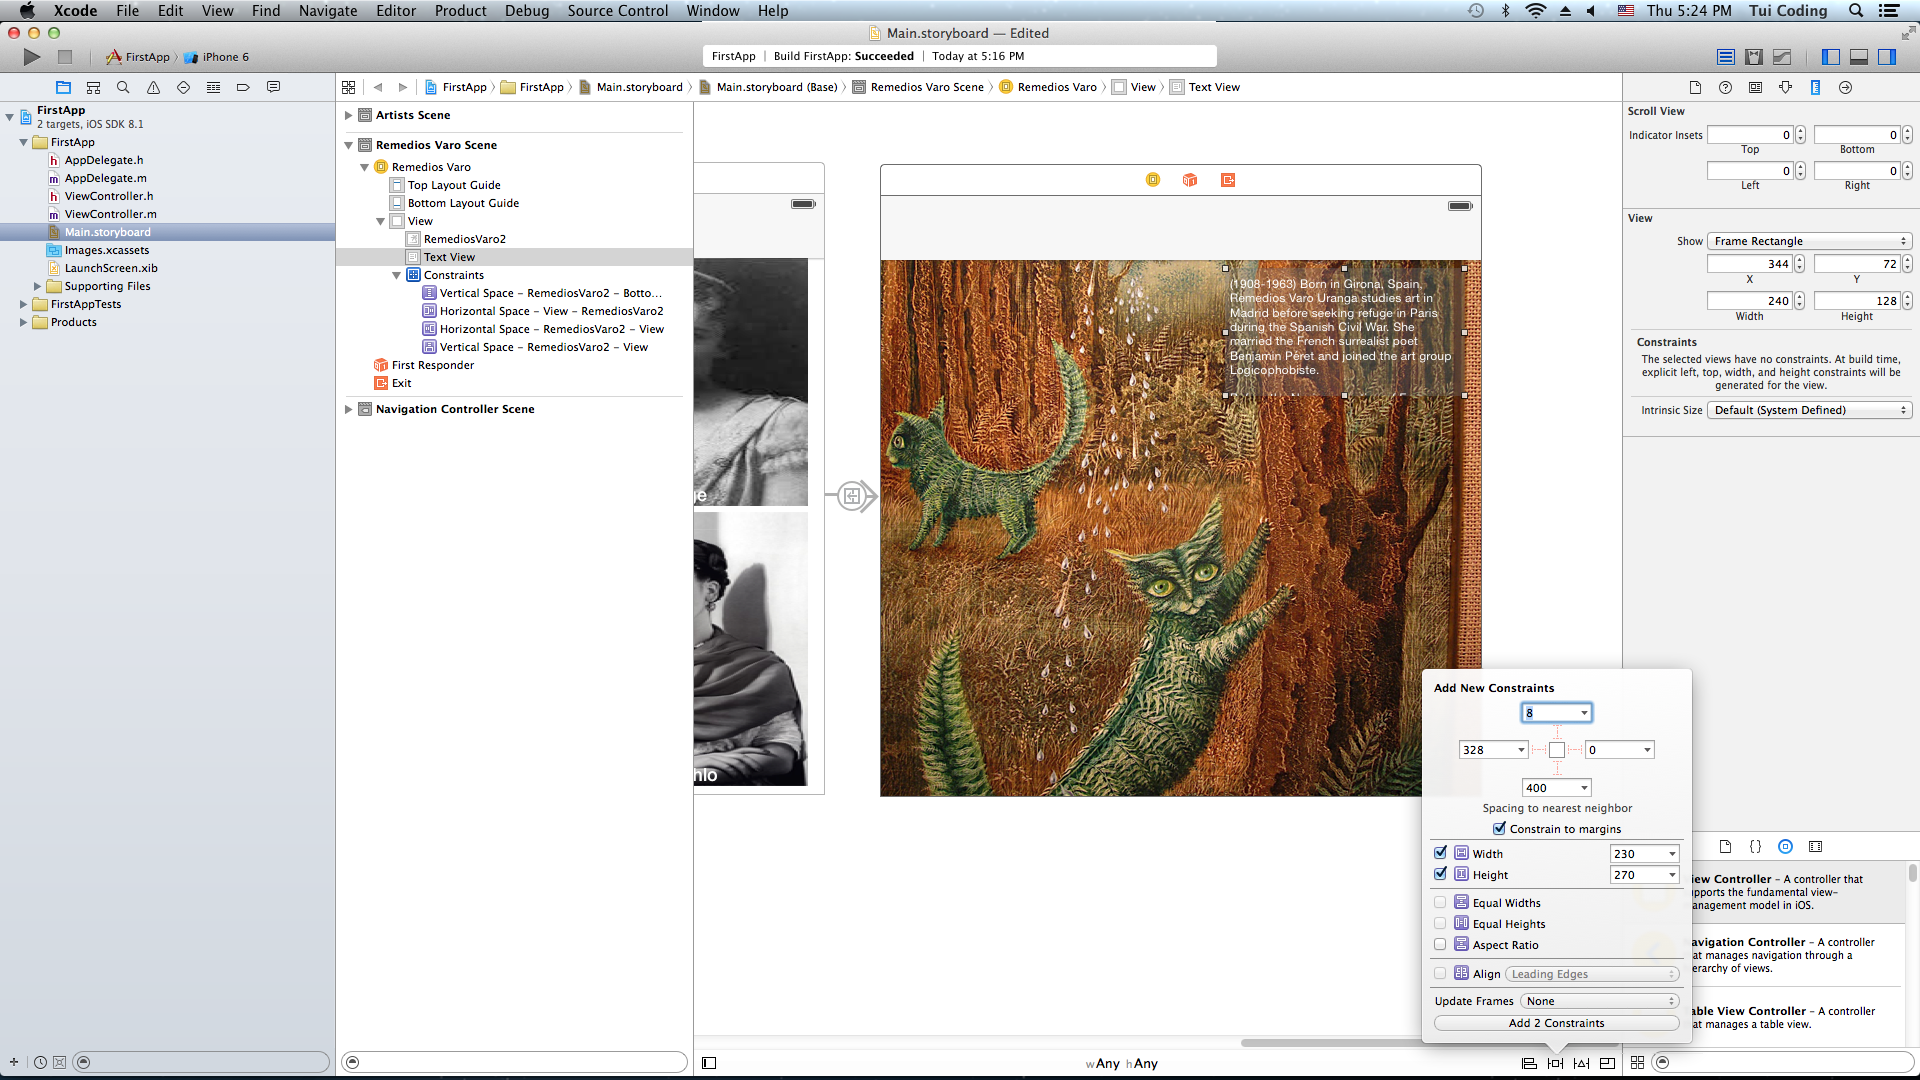 Xcode File Edit View Find Navigate Editor Product Debug Source Control Window Help Thu 5:24 PM Tui Coding
Main.storyboard — Edited
FirstApp iPhone 6 FirstApp | Build FirstApp: Succeeded | Today at 5:16 PM
FirstApp FirstApp Main.storyboard Main.storyboard (Base) Remedios Varo Scene Remedios Varo View Text View
FirstApp
2 targets, iOS SDK 8.1
FirstApp
AppDelegate.h
AppDelegate.m
ViewController.h
ViewController.m
Main.storyboard
Images.xcassets
LaunchScreen.xib
Supporting Files
FirstAppTests
Products
Artists Scene
Remedios Varo Scene
Remedios Varo
Top Layout Guide
Bottom Layout Guide
View
RemediosVaro2
Text View
Constraints
Vertical Space – RemediosVaro2 – Botto...
Horizontal Space – View – RemediosVaro2
Horizontal Space – RemediosVaro2 – View
Vertical Space – RemediosVaro2 – View
First Responder
Exit
Navigation Controller Scene
(1908-1963) Born in Girona, Spain,
Remedios Varo Uranga studies art in
Madrid before seeking refuge in Paris
during the Spanish Civil War. She
married the French surrealist poet
Benjamin Péret and joined the art group
Logicophobiste.
wAny hAny
Scroll View
Indicator Insets 0 0
Top Bottom
0 0
Left Right
View
Show Frame Rectangle
344 72
X Y
240 128
Width Height
Constraints
The selected views have no constraints. At build time,
explicit left, top, width, and height constraints will be
generated for the view.
Intrinsic Size Default (System Defined)
Add New Constraints
8
328 0
400
Spacing to nearest neighbor
Constrain to margins
Width 230
Height 270
Equal Widths
Equal Heights
Aspect Ratio
Align Leading Edges
Update Frames None
Add 2 Constraints
iew Controller – A controller that
pports the fundamental view-
anagement model in iOS.
avigation Controller – A controller
at manages navigation through a
erarchy of views.
able View Controller – A controller
at manages a table view.